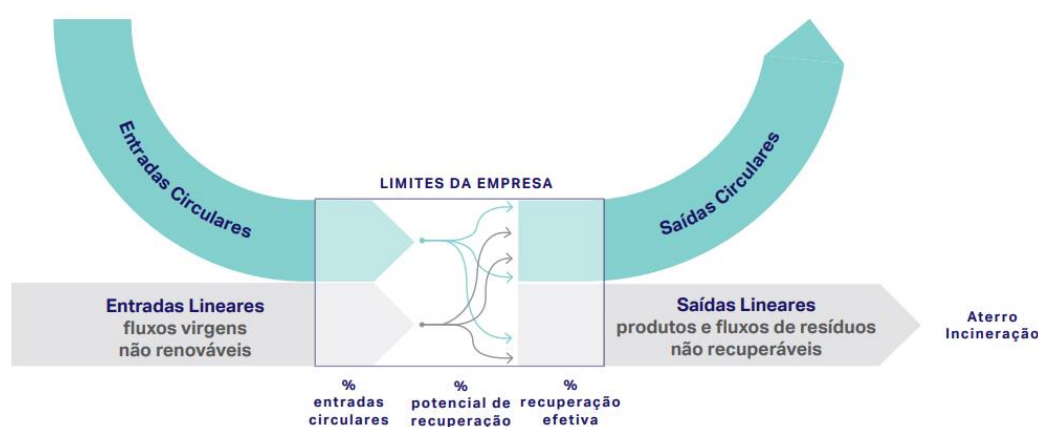 Entradas Circulares
Saídas Circulares
LIMITES DA EMPRESA
Entradas Lineares
fluxos virgens
não renováveis
Saídas Lineares
produtos e fluxos de resíduos
não recuperáveis
Aterro
Incineração
%
entradas
circulares
%
potencial de
recuperação
%
recuperação
efetiva